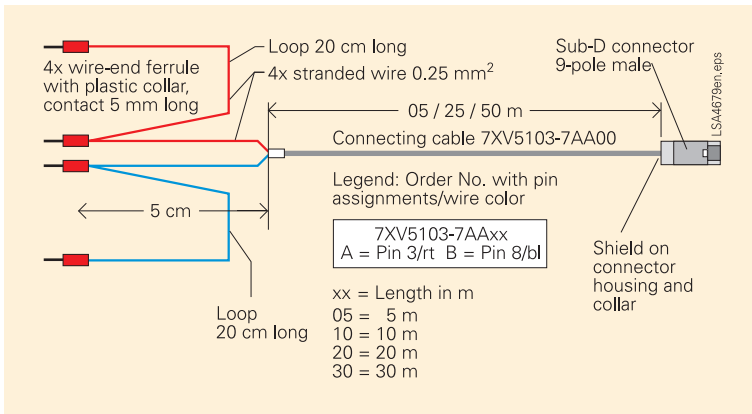 Loop 20 cm long
4x wire-end ferrule
with plastic collar,
contact 5 mm long
4x stranded wire 0.25 mm²
Sub-D connector
9-pole male
LSA4679en.eps
05 / 25 / 50 m
Connecting cable 7XV5103-7AA00
Legend: Order No. with pin
assignments/wire color
5 cm
7XV5103-7AAxx
A = Pin 3/rt B = Pin 8/bl
Shield on
connector
housing and
collar
Loop
20 cm long
xx = Length in m
05 = 5 m
10 = 10 m
20 = 20 m
30 = 30 m